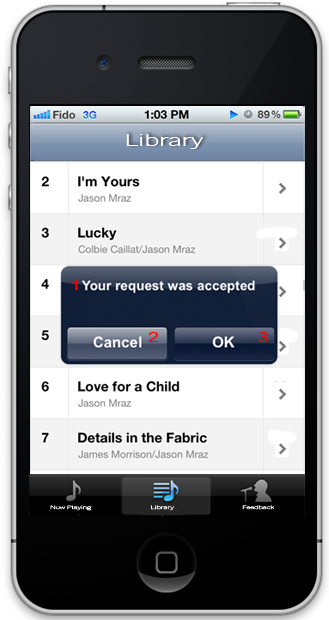 Fido 3G 1:03 PM 89%
Library
2 I'm Yours
Jason Mraz
3 Lucky
Colbie Caillat/Jason Mraz
4
1 Your request was accepted
5
Cancel 2 OK 3
6 Love for a Child
Jason Mraz
7 Details in the Fabric
James Morrison/Jason Mraz
Now Playing Library Feedback